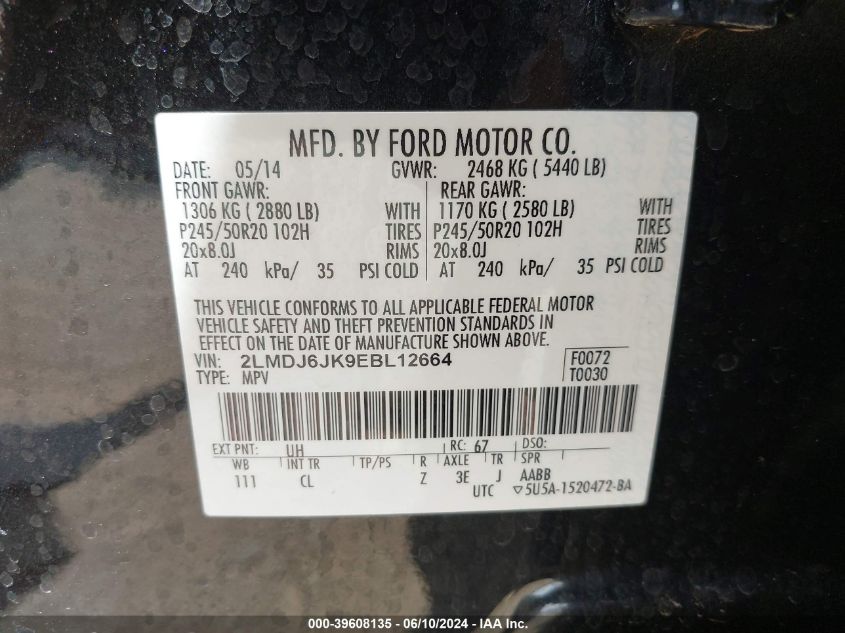 MFD. BY FORD MOTOR CO.
DATE: 05/14 GVWR: 2468 KG ( 5440 LB)
FRONT GAWR: REAR GAWR:
1306 KG ( 2880 LB) WITH 1170 KG ( 2580 LB) WITH
P245/50R20 102H TIRES P245/50R20 102H TIRES
20x8.0J RIMS 20x8.0J RIMS
AT 240 kPa/ 35 PSI COLD AT 240 kPa/ 35 PSI COLD
THIS VEHICLE CONFORMS TO ALL APPLICABLE FEDERAL MOTOR
VEHICLE SAFETY AND THEFT PREVENTION STANDARDS IN
EFFECT ON THE DATE OF MANUFACTURE SHOWN ABOVE.
VIN: 2LMDJ6JK9EBL12664 F0072
TYPE: MPV T0030
EXT PNT: UH RC: 67 DSO:
WB INT TR TP/PS R AXLE TR SPR
111 CL Z 3E J AABB
UTC ▽5U5A-1520472-BA
000-39608135 - 06/10/2024 - IAA Inc.